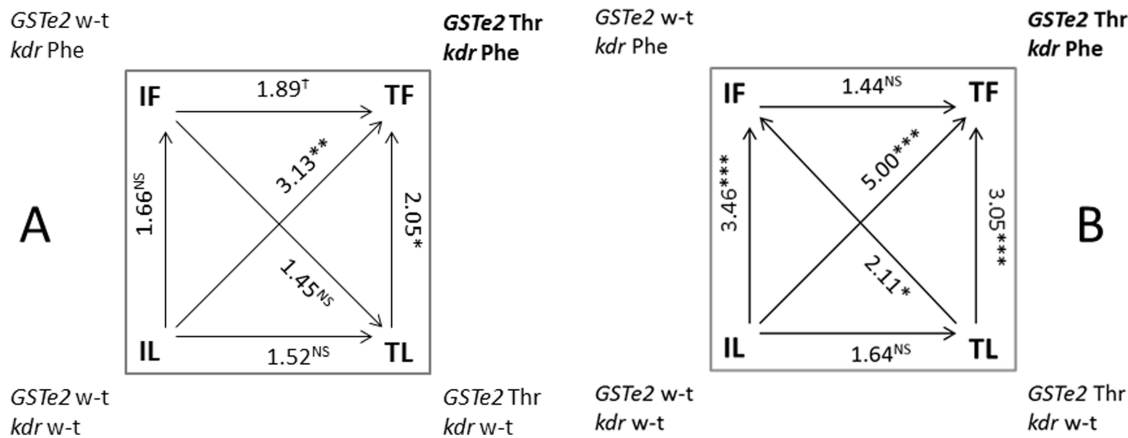 GSTe2 w-t
kdr Phe
GSTe2 Thr
kdr Phe
IF
1.89ᵀ
TF
1.66ᴺˢ
3.13**
2.05*
A
1.45ᴺˢ
IL
1.52ᴺˢ
TL
GSTe2 w-t
kdr w-t
GSTe2 Thr
kdr w-t
GSTe2 w-t
kdr Phe
GSTe2 Thr
kdr Phe
IF
1.44ᴺˢ
TF
3.46***
5.00***
3.05***
B
2.11*
IL
1.64ᴺˢ
TL
GSTe2 w-t
kdr w-t
GSTe2 Thr
kdr w-t